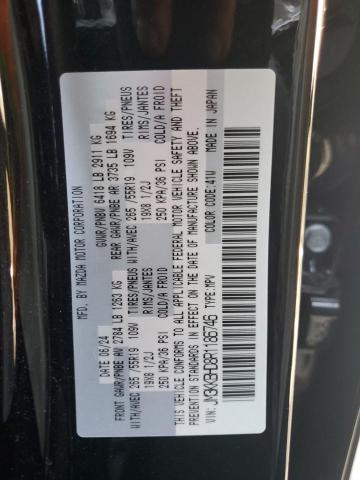 MFD. BY MAZDA MOTOR CORPORATION
DATE 06/24 GVWR/PNBV 6418 LB 2911 KG
FRONT GAWR/PNBE AV 2784 LB 1263 KG REAR GAWR/PNBE AR 3735 LB 1694 KG
WITH/AVEC 265 /55R19 109V TIRES/PNEUS WITH/AVEC 265 /55R19 109V TIRES/PNEUS
19X8 1/2J RIMS/JANTES 19X8 1/2J RIMS/JANTES
250 KPA/36 PSI COLD/A FROID 250 KPA/36 PSI COLD/A FROID
THIS VEHICLE CONFORMS TO ALL APPLICABLE FEDERAL MOTOR VEHICLE SAFETY AND THEFT
PREVENTION STANDARDS IN EFFECT ON THE DATE OF MANUFACTURE SHOWN ABOVE.
VIN: TYPE: MPV COLOR CODE: 41W MADE IN JAPAN